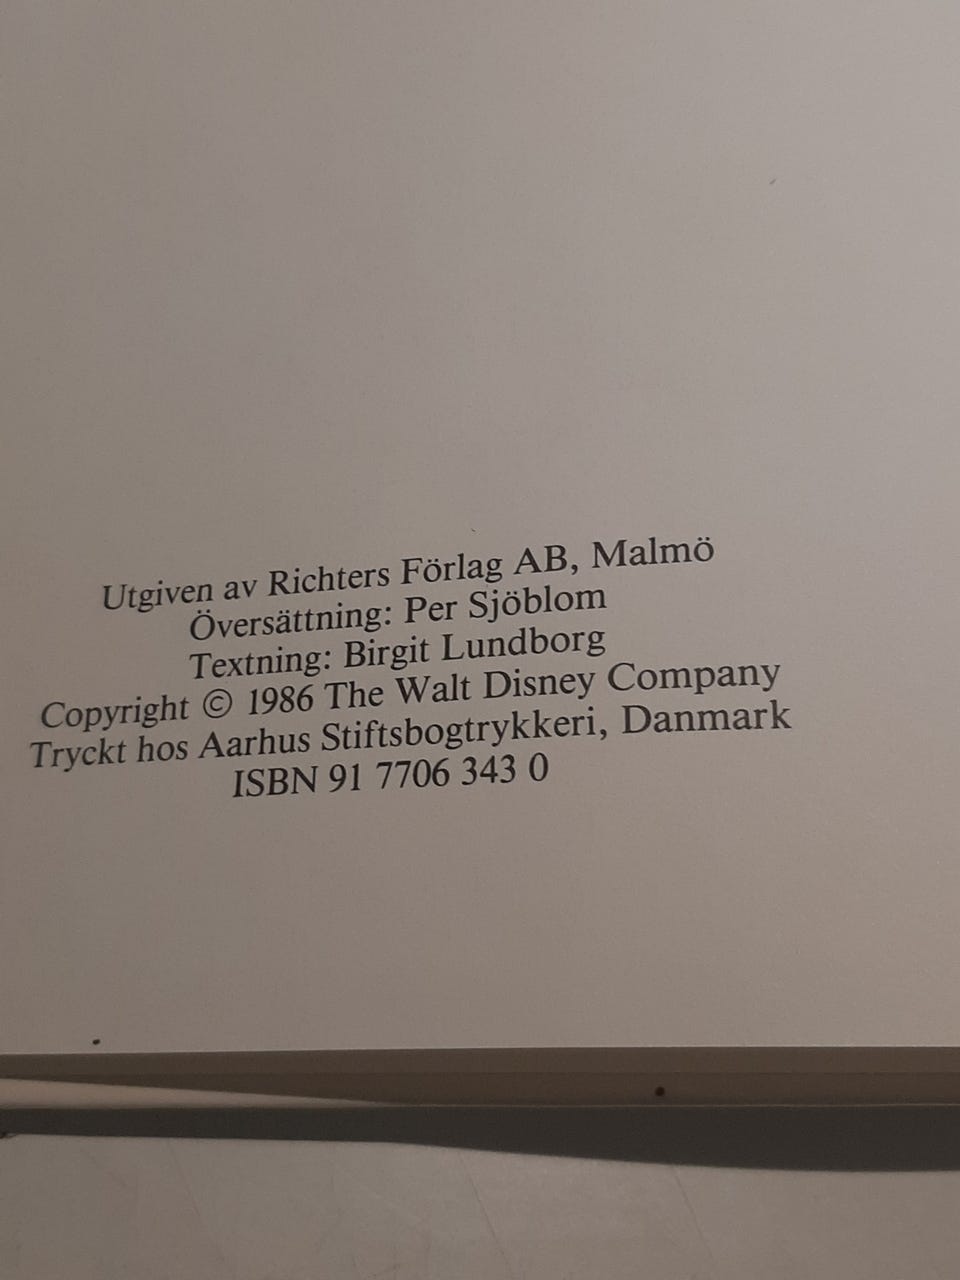 Utgiven av Richters Förlag AB, Malmö
Översättning: Per Sjöblom
Textning: Birgit Lundborg
Copyright © 1986 The Walt Disney Company
Tryckt hos Aarhus Stiftsbogtrykkeri, Danmark
ISBN 91 7706 343 0